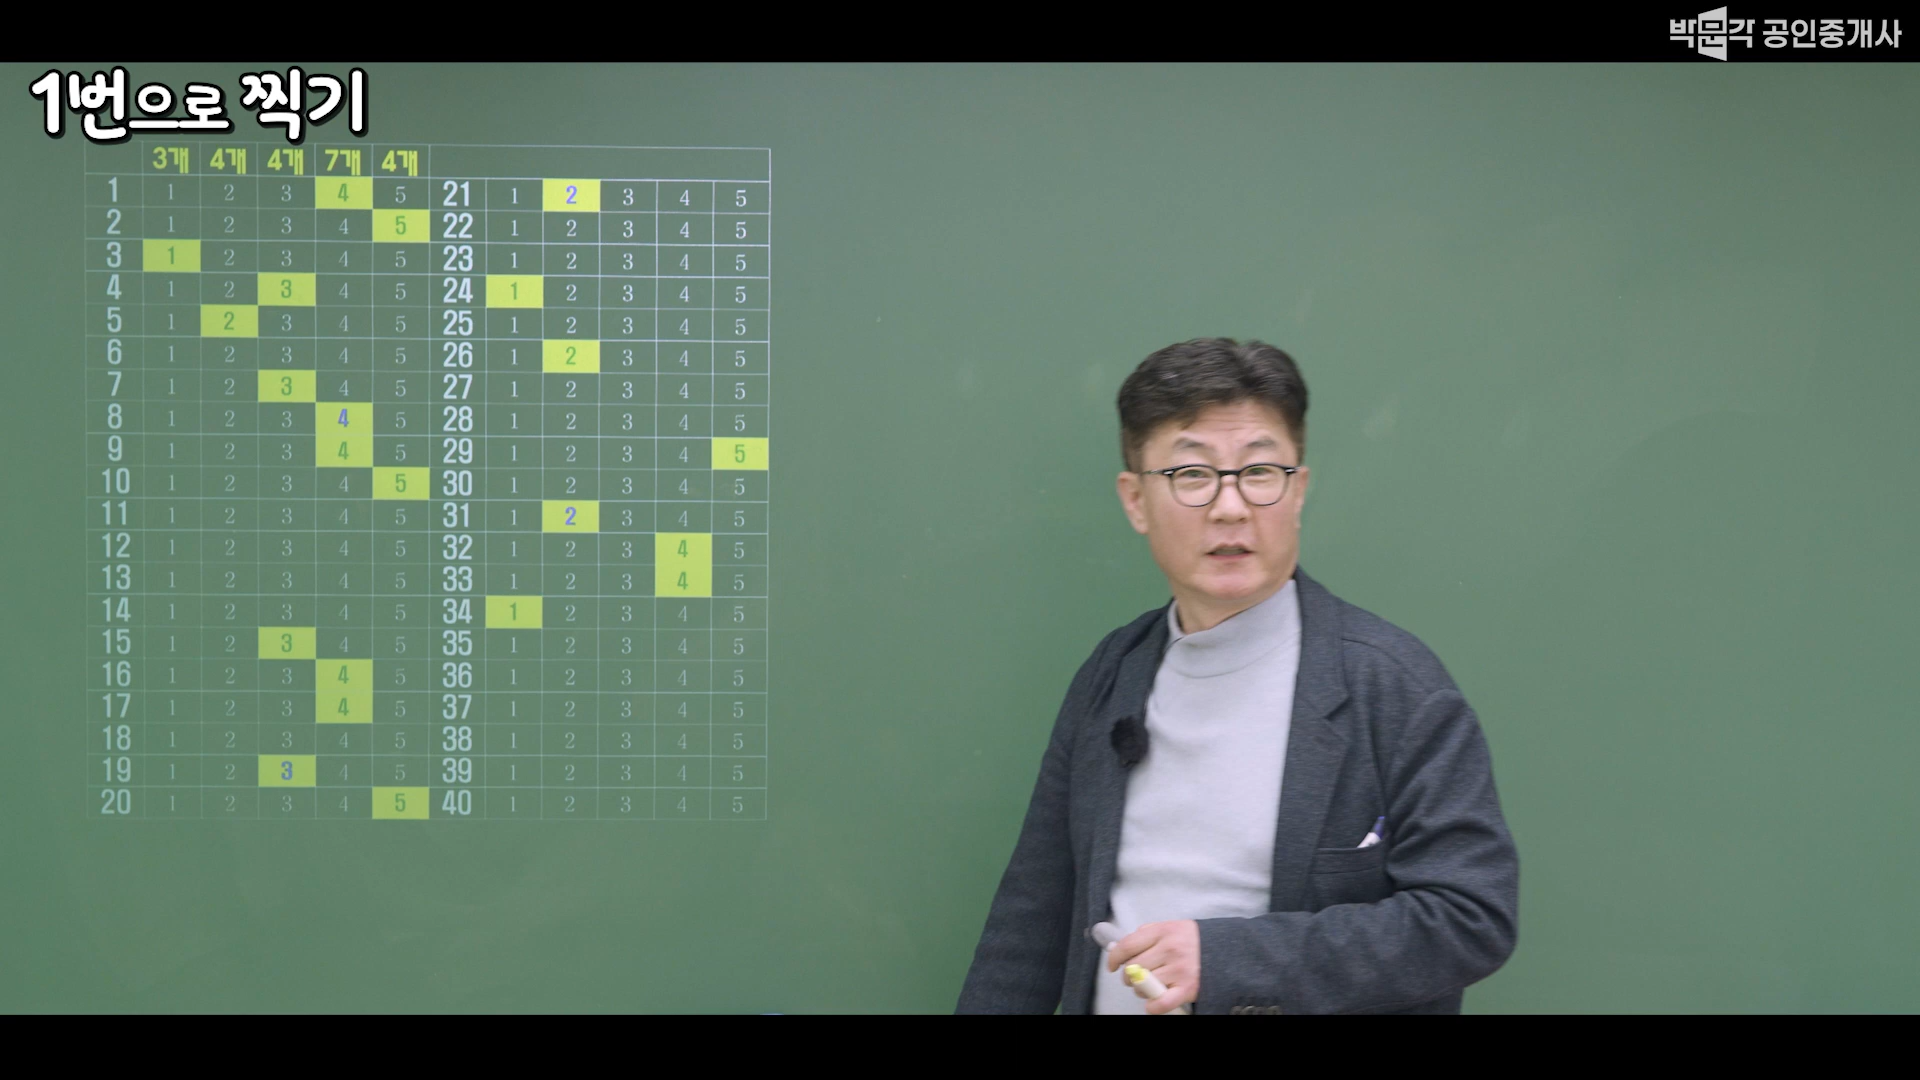 박문각 공인중개사
1번으로 찍기
3개 4개 4개 7개 4개
1 1 2 3 4 5 21 1 2 3 4 5
2 1 2 3 4 5 22 1 2 3 4 5
3 1 2 3 4 5 23 1 2 3 4 5
4 1 2 3 4 5 24 1 2 3 4 5
5 1 2 3 4 5 25 1 2 3 4 5
6 1 2 3 4 5 26 1 2 3 4 5
7 1 2 3 4 5 27 1 2 3 4 5
8 1 2 3 4 5 28 1 2 3 4 5
9 1 2 3 4 5 29 1 2 3 4 5
10 1 2 3 4 5 30 1 2 3 4 5
11 1 2 3 4 5 31 1 2 3 4 5
12 1 2 3 4 5 32 1 2 3 4 5
13 1 2 3 4 5 33 1 2 3 4 5
14 1 2 3 4 5 34 1 2 3 4 5
15 1 2 3 4 5 35 1 2 3 4 5
16 1 2 3 4 5 36 1 2 3 4 5
17 1 2 3 4 5 37 1 2 3 4 5
18 1 2 3 4 5 38 1 2 3 4 5
19 1 2 3 4 5 39 1 2 3 4 5
20 1 2 3 4 5 40 1 2 3 4 5